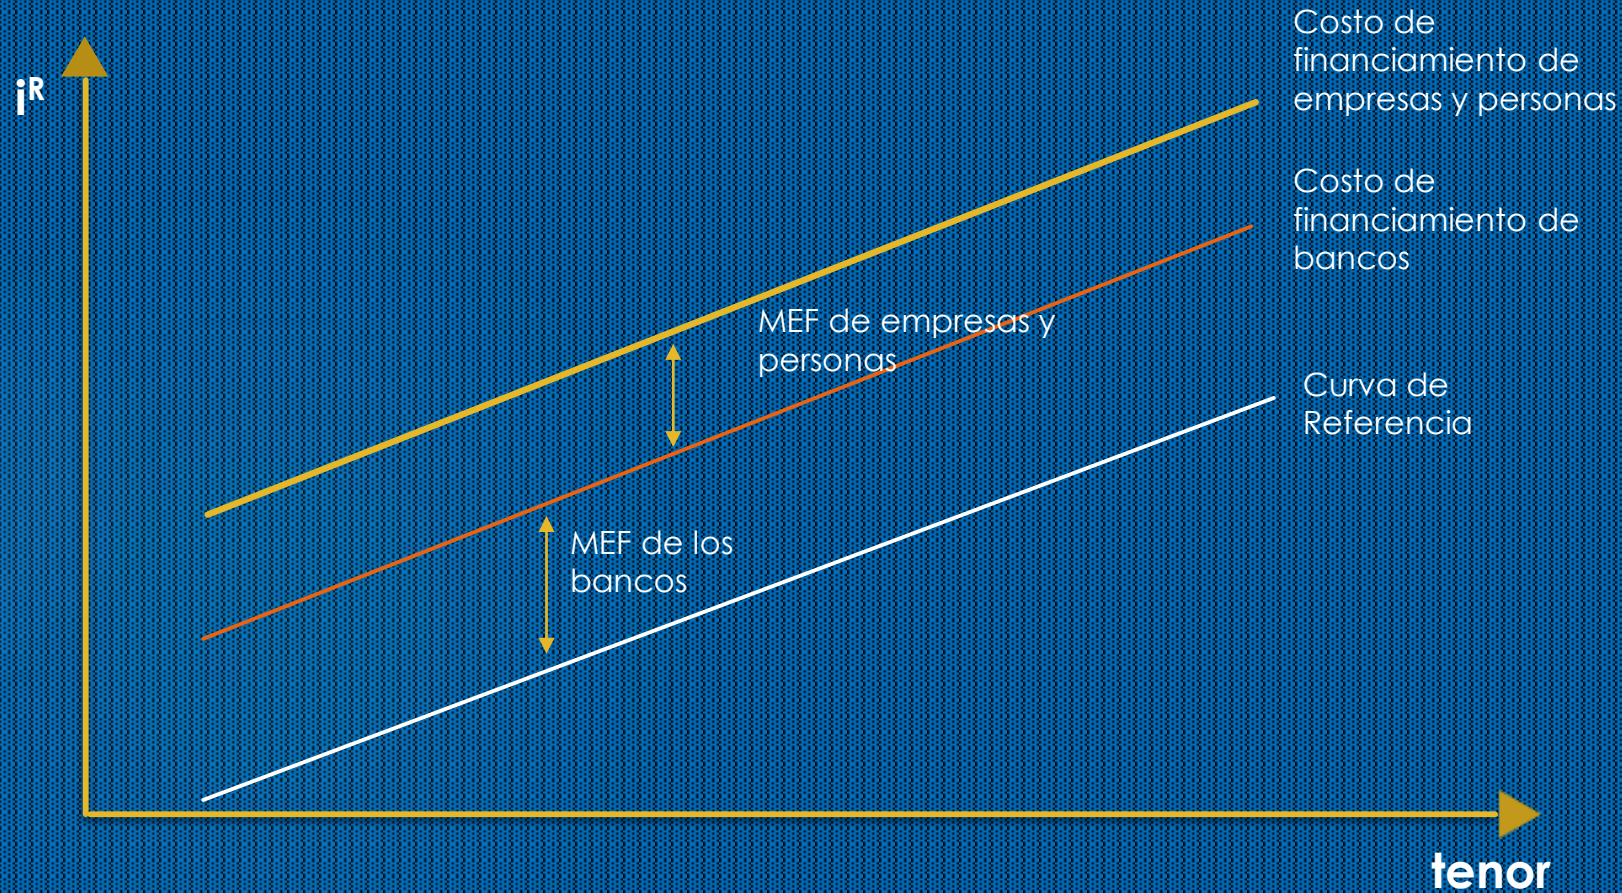 Costo de
financiamiento de
empresas y personas
iR
Costo de
financiamiento de
bancos
MEF de empresas y
personas
Curva de
Referencia
MEF de los
bancos
tenor